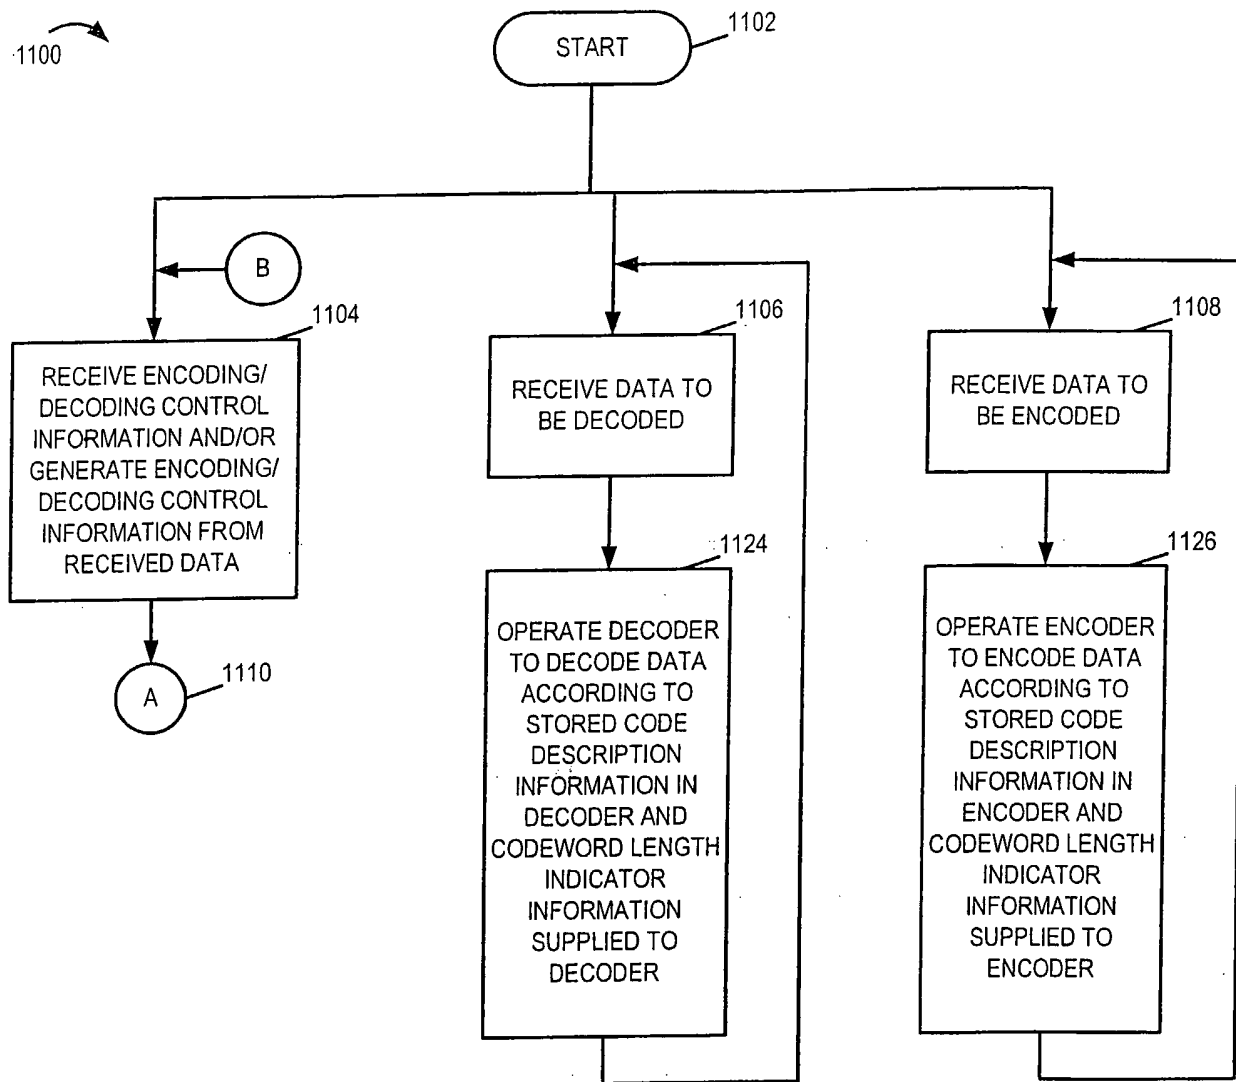 1100
START
1102
B
1104
RECEIVE ENCODING/
DECODING CONTROL
INFORMATION AND/OR
GENERATE ENCODING/
DECODING CONTROL
INFORMATION FROM
RECEIVED DATA
A
1110
1106
RECEIVE DATA TO
BE DECODED
1124
OPERATE DECODER
TO DECODE DATA
ACCORDING TO
STORED CODE
DESCRIPTION
INFORMATION IN
DECODER AND
CODEWORD LENGTH
INDICATOR
INFORMATION
SUPPLIED TO
DECODER
1108
RECEIVE DATA TO
BE ENCODED
1126
OPERATE ENCODER
TO ENCODE DATA
ACCORDING TO
STORED CODE
DESCRIPTION
INFORMATION IN
ENCODER AND
CODEWORD LENGTH
INDICATOR
INFORMATION
SUPPLIED TO
ENCODER